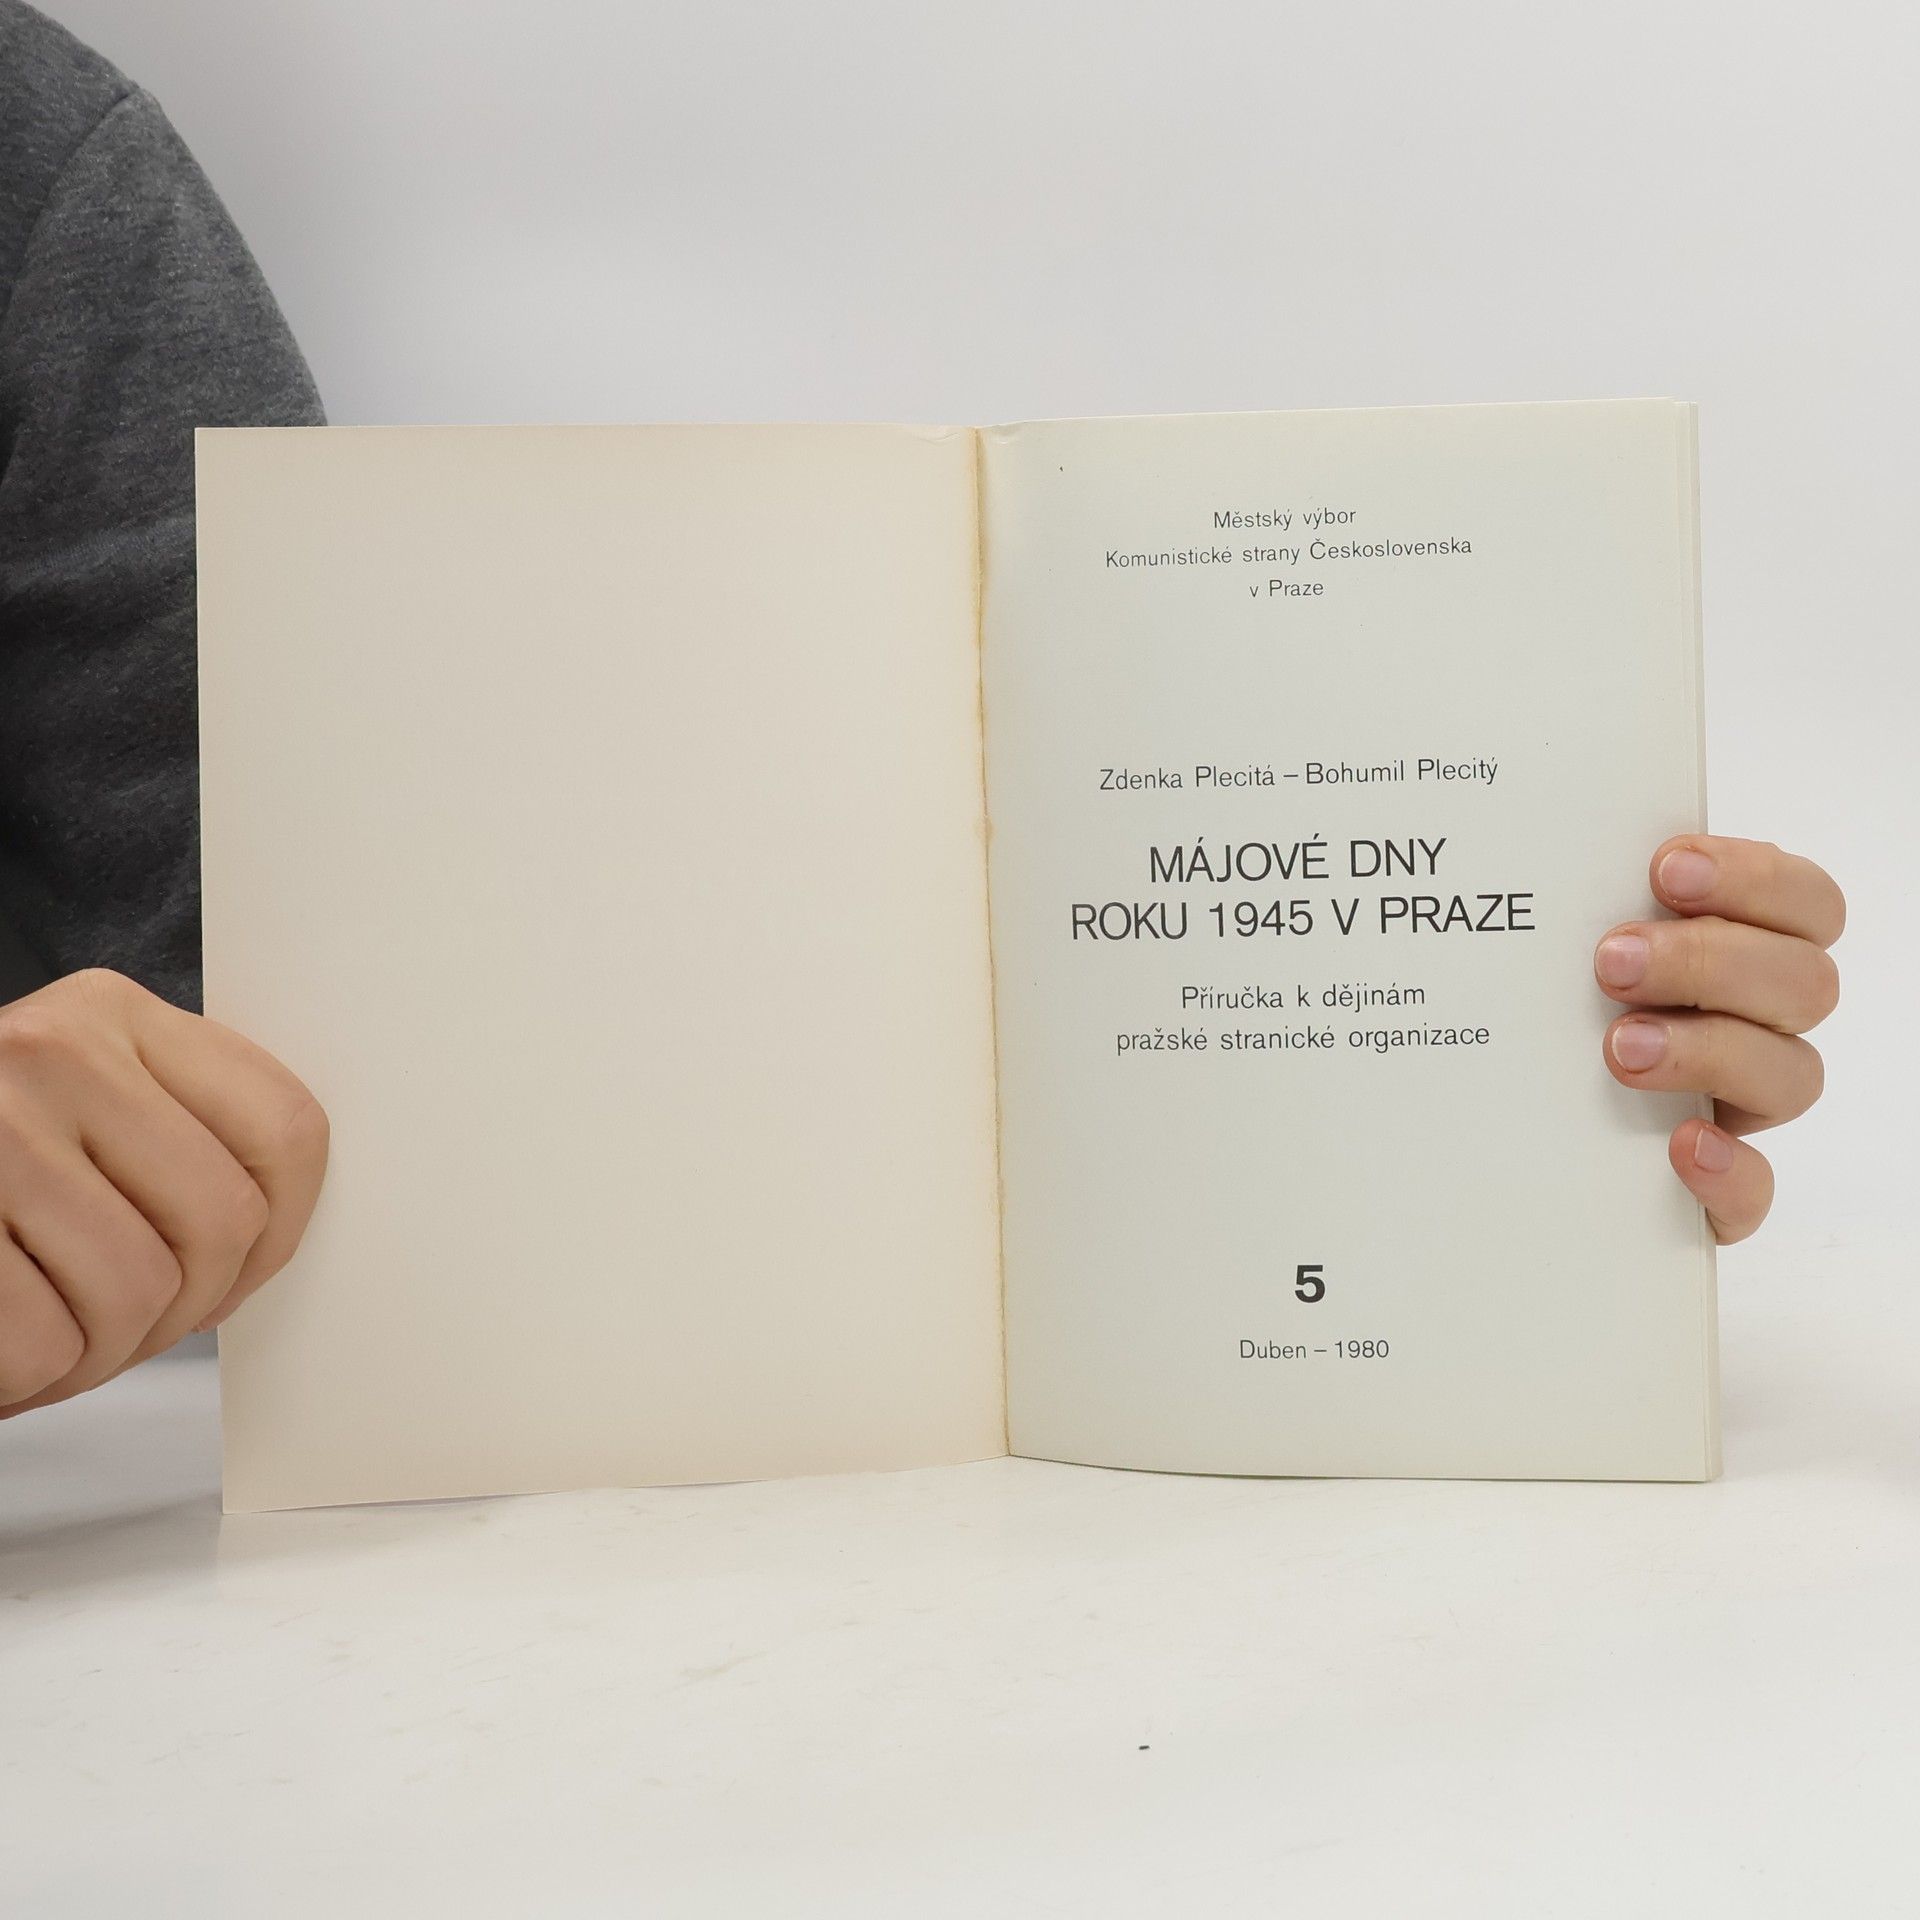 Městský výbor
Komunistické strany Československa
v Praze
Zdenka Plecitá – Bohumil Plecitý
MÁJOVÉ DNY
ROKU 1945 V PRAZE
Příručka k dějinám
pražské stranické organizace
5
Duben – 1980